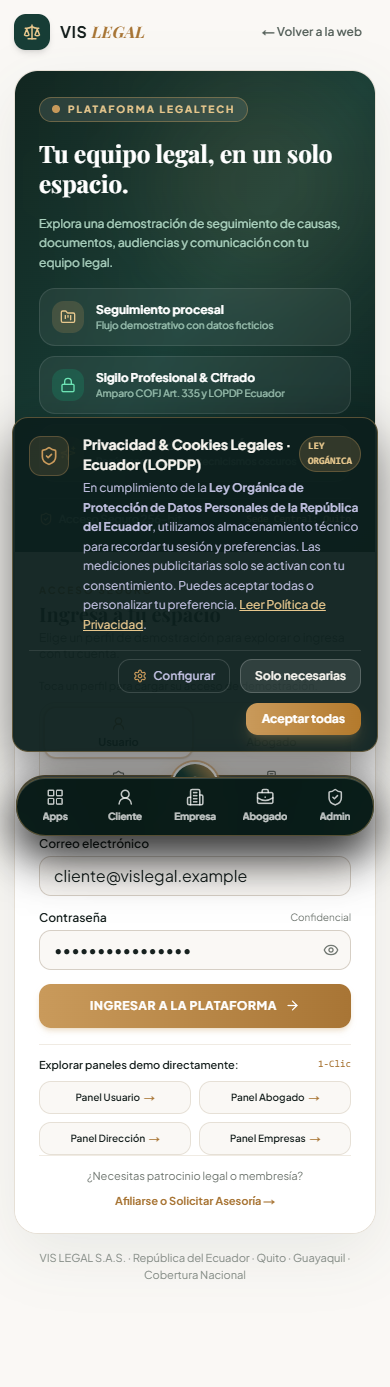 VIS LEGAL
← Volver a la web
PLATAFORMA LEGALTECH
Tu equipo legal, en un solo
espacio.
Explora una demostración de seguimiento de causas,
documentos, audiencias y comunicación con tu
equipo legal.
Seguimiento procesal
Flujo demostrativo con datos ficticios
Sigilo Profesional & Cifrado
Amparo COFJ Art. 335 y LOPDP Ecuador
Privacidad & Cookies Legales ·
Ecuador (LOPDP)
LEY
ORGÁNICA
En cumplimiento de la Ley Orgánica de
Protección de Datos Personales de la República
del Ecuador, utilizamos almacenamiento técnico
para recordar tu sesión y preferencias. Las
mediciones publicitarias solo se activan con tu
consentimiento. Puedes aceptar todas o
personalizar tu preferencia. Leer Política de
Privacidad.
Ingresa a tu espacio
Configurar
Solo necesarias
Aceptar todas
Usuario
Apps
Cliente
Empresa
Abogado
Admin
Correo electrónico
cliente@vislegal.example
Contraseña
Confidencial
•••••••••••••••
INGRESAR A LA PLATAFORMA →
Explorar paneles demo directamente:
1-Clic
Panel Usuario →
Panel Abogado →
Panel Dirección →
Panel Empresas →
¿Necesitas patrocinio legal o membresía?
Afiliarse o Solicitar Asesoría →
VIS LEGAL S.A.S. · República del Ecuador · Quito · Guayaquil ·
Cobertura Nacional